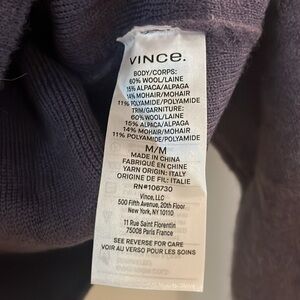 VINCE.
BODY/CORPS:
60% WOOL/LAINE
15% ALPACA/ALPAGA
14% MOHAIR/MOHAIR
11% POLYAMIDE/POLYAMIDE
TRIM/GARNITURE:
60% WOOL/LAINE
15% ALPACA/ALPAGA
14% MOHAIR/MOHAIR
11% POLYAMIDE/POLYAMIDE
M/M
MADE IN CHINA
FABRIQUÉ EN CHINE
YARN ORIGIN: ITALY
ORIGINE DE FIL: ITALIE
RN#106730
Vince, LLC
500 Fifth Avenue, 20th Floor
New York, NY 10110
11 Rue Saint Florentin
75008 Paris France
SEE REVERSE FOR CARE
VOIR AU VERSO POUR LES SOINS